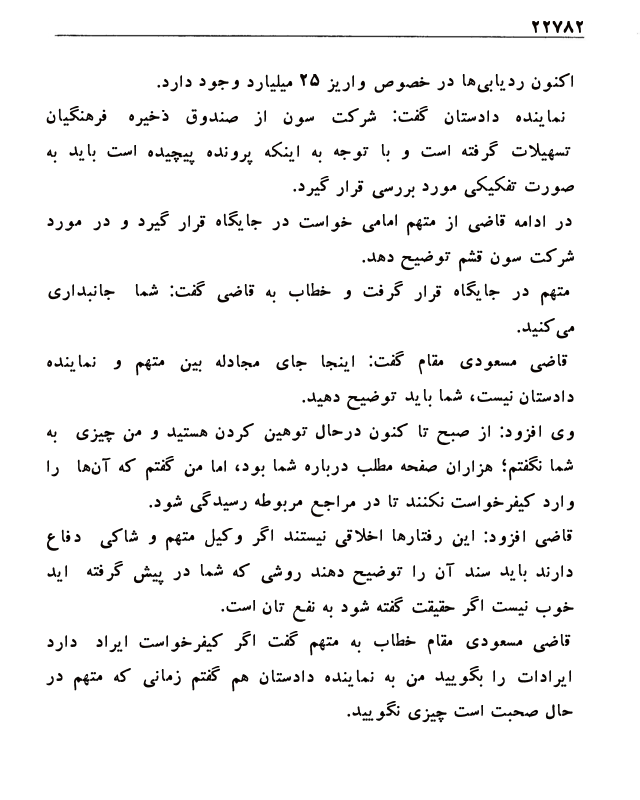 ۲۲۷۸۲
اکنون ردیابی‌ها در خصوص واریز ۲۵ میلیارد وجود دارد.
نماینده دادستان گفت: شرکت سون از صندوق ذخیره فرهنگیان
تسهیلات گرفته است و با توجه به اینکه پرونده پیچیده است باید به
صورت تفکیکی مورد بررسی قرار گیرد.
در ادامه قاضی از متهم امامی خواست در جایگاه قرار گیرد و در مورد
شرکت سون قشم توضیح دهد.
متهم در جایگاه قرار گرفت و خطاب به قاضی گفت: شما جانبداری
می‌کنید.
قاضی مسعودی مقام گفت: اینجا جای مجادله بین متهم و نماینده
دادستان نیست، شما باید توضیح دهید.
وی افزود: از صبح تا کنون درحال توهین کردن هستید و من چیزی به
شما نگفتم؛ هزاران صفحه مطلب درباره شما بود، اما من گفتم که آن‌ها را
وارد کیفرخواست نکنند تا در مراجع مربوطه رسیدگی شود.
قاضی افزود: این رفتارها اخلاقی نیستند اگر وکیل متهم و شاکی دفاع
دارند باید سند آن را توضیح دهند روشی که شما در پیش گرفته اید
خوب نیست اگر حقیقت گفته شود به نفع تان است.
قاضی مسعودی مقام خطاب به متهم گفت اگر کیفرخواست ایراد دارد
ایرادات را بگویید من به نماینده دادستان هم گفتم زمانی که متهم در
حال صحبت است چیزی نگویید.